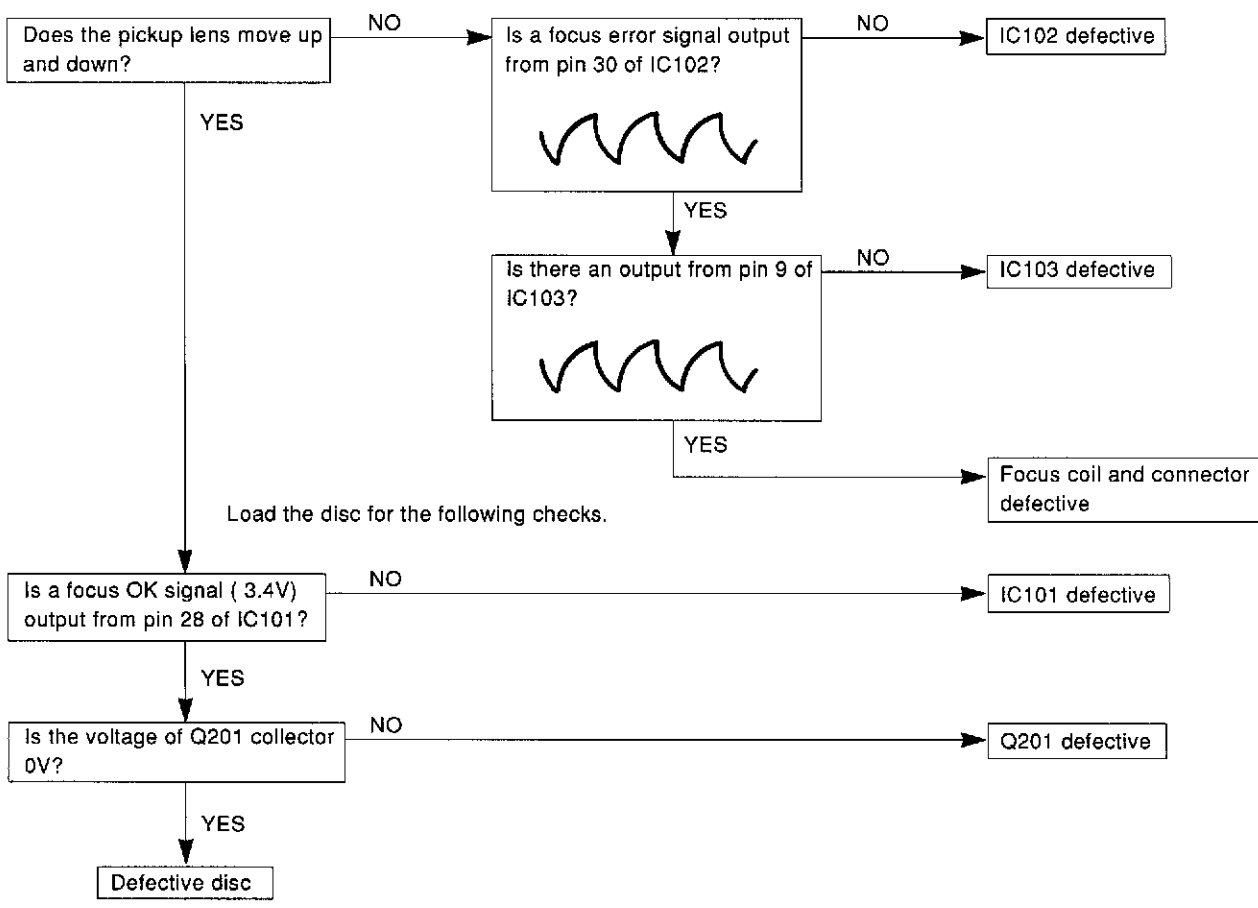 Does the pickup lens move up
and down?
NO
Is a focus error signal output
from pin 30 of IC102?
NO
IC102 defective
YES
YES
Is there an output from pin 9 of
IC103?
NO
IC103 defective
YES
Focus coil and connector
defective
Load the disc for the following checks.
Is a focus OK signal ( 3.4V)
output from pin 28 of IC101?
NO
IC101 defective
YES
Is the voltage of Q201 collector
0V?
NO
Q201 defective
YES
Defective disc